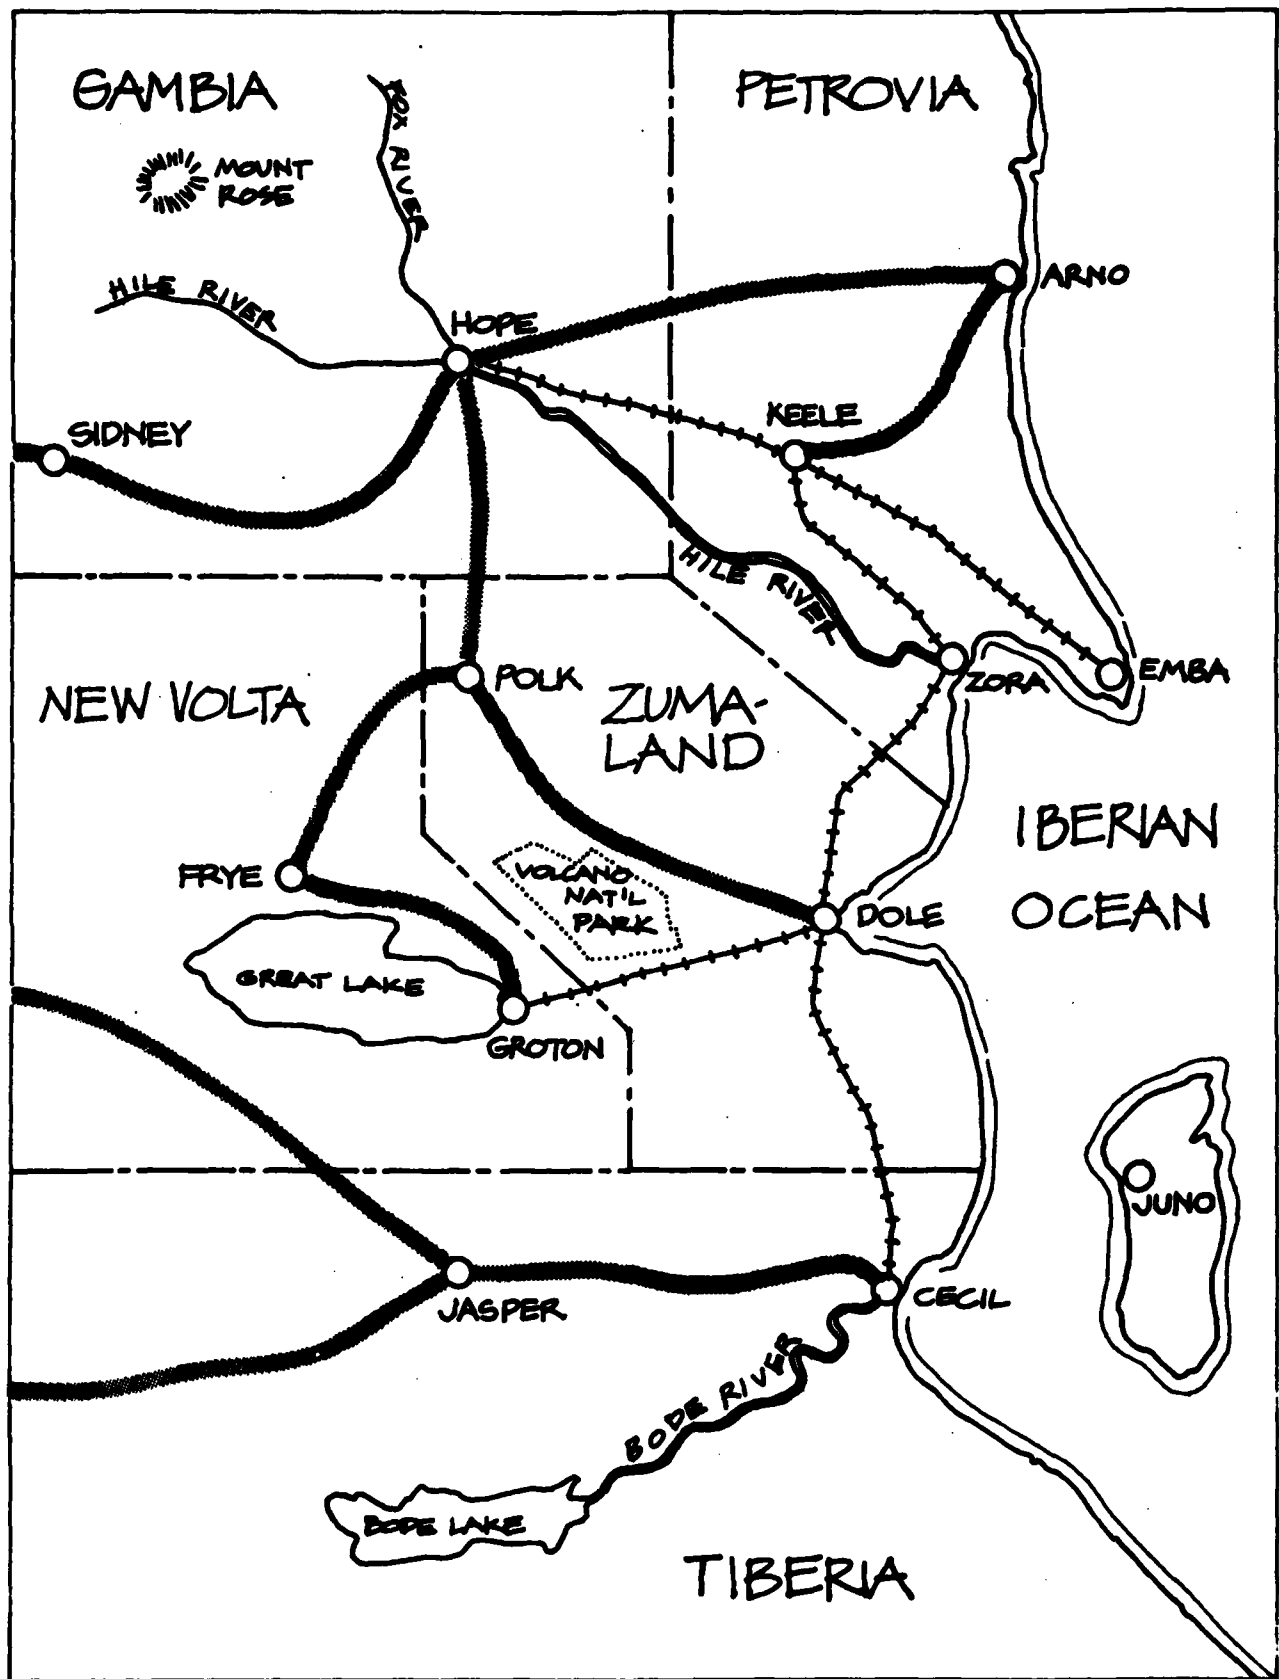 GAMBIA
PETROVIA
FOX RIVER
MOUNT
ROSE
HILE RIVER
ARNO
HOPE
KEELE
SIDNEY
HILE RIVER
EMBA
ZORA
POLK
NEW VOLTA
ZUMA-
LAND
IBERIAN
OCEAN
FRYE
VOLCANO
NAT'L
PARK
DOLE
GREAT LAKE
GROTON
JUNO
CECIL
JASPER
BODE RIVER
BODE LAKE
TIBERIA